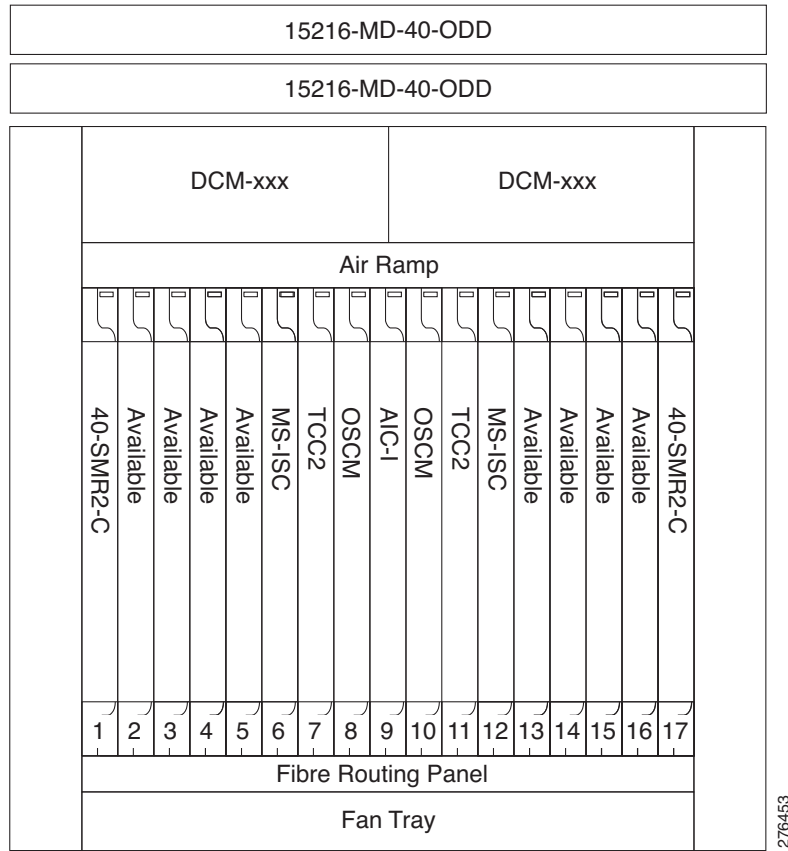 15216-MD-40-ODD
15216-MD-40-ODD
DCM-xxx
DCM-xxx
Air Ramp
40-SMR2-C
Available
Available
Available
Available
MS-ISC
TCC2
OSCM
AIC-I
OSCM
TCC2
MS-ISC
Available
Available
Available
Available
40-SMR2-C
1 2 3 4 5 6 7 8 9 10 11 12 13 14 15 16 17
Fibre Routing Panel
Fan Tray
276453